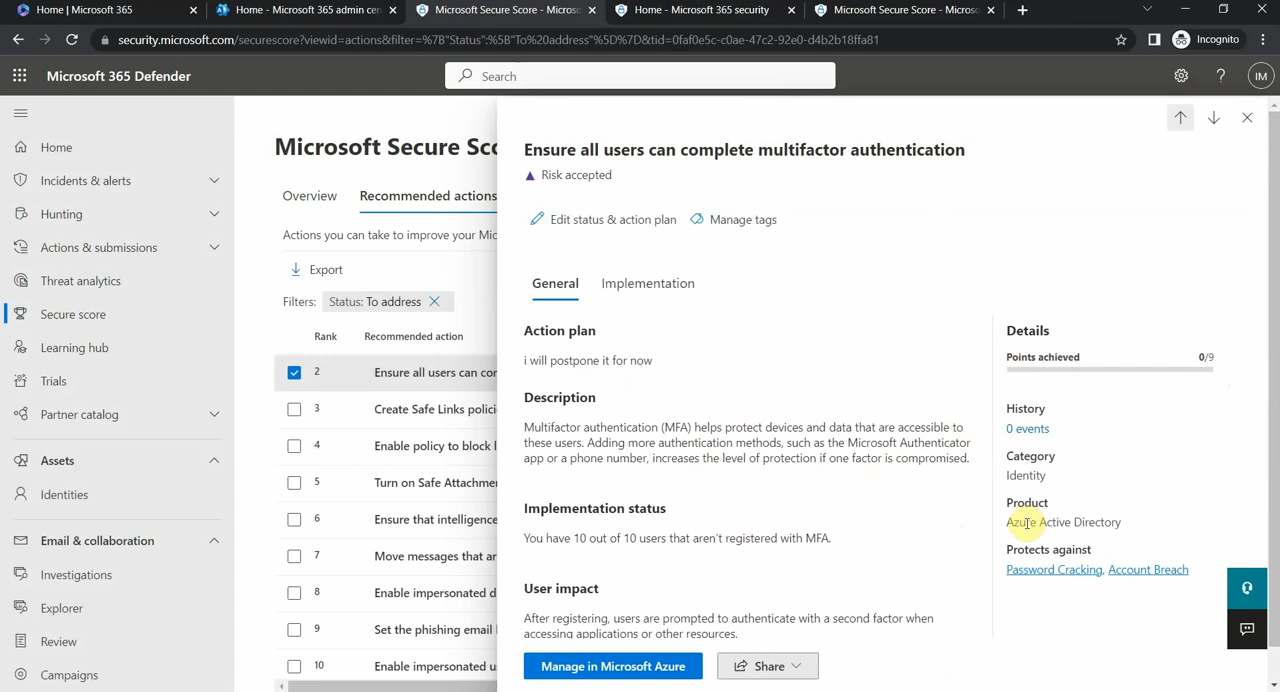 Home | Microsoft 365
Home - Microsoft 365 admin cen
Microsoft Secure Score - Microso
Home - Microsoft 365 security
Microsoft Secure Score - Microso
security.microsoft.com/securescore?viewid=actions&filter=%7B"Status":%5B"To%20address"%5D%7D&tid=0faf0e5c-c0ae-47c2-92e0-d4b2b18ffa81
Incognito
Microsoft 365 Defender
Search
IM
Home
Incidents & alerts
Hunting
Actions & submissions
Threat analytics
Secure score
Learning hub
Trials
Partner catalog
Assets
Identities
Email & collaboration
Investigations
Explorer
Review
Campaigns
Microsoft Secure Sco
Overview
Recommended actions
Actions you can take to improve your Mic
Export
Filters:
Status: To address
Rank
Recommended action
2 Ensure all users can cor
3 Create Safe Links polici
4 Enable policy to block l
5 Turn on Safe Attachme
6 Ensure that intelligence
7 Move messages that ar
8 Enable impersonated d
9 Set the phishing email l
10 Enable impersonated u
Ensure all users can complete multifactor authentication
Risk accepted
Edit status & action plan
Manage tags
General
Implementation
Action plan
i will postpone it for now
Description
Multifactor authentication (MFA) helps protect devices and data that are accessible to
these users. Adding more authentication methods, such as the Microsoft Authenticator
app or a phone number, increases the level of protection if one factor is compromised.
Implementation status
You have 10 out of 10 users that aren't registered with MFA.
User impact
After registering, users are prompted to authenticate with a second factor when
accessing applications or other resources.
Manage in Microsoft Azure
Share
Details
Points achieved 0/9
History
0 events
Category
Identity
Product
Azure Active Directory
Protects against
Password Cracking, Account Breach